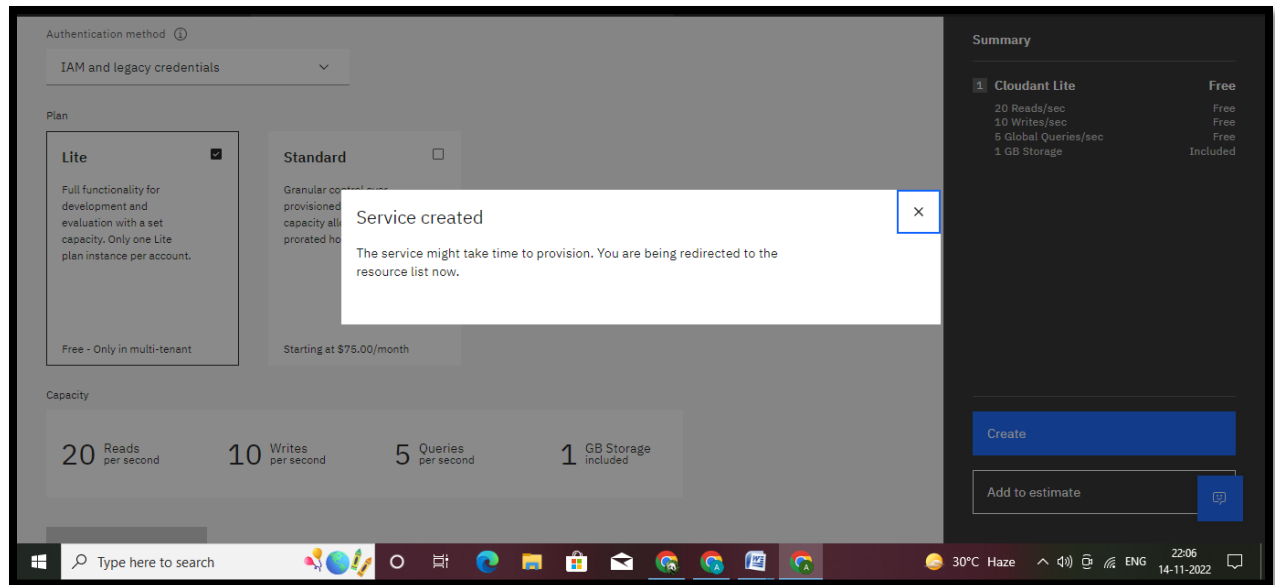 Authentication method
IAM and legacy credentials
Plan
Lite
Full functionality for
development and
evaluation with a set
capacity. Only one Lite
plan instance per account.
Free - Only in multi-tenant
Standard
Granular control over
provisioned
capacity
prorated
Starting at $75.00/month
Service created
The service might take time to provision. You are being redirected to the
resource list now.
Capacity
20 Reads per second
10 Writes per second
5 Queries per second
1 GB Storage included
Summary
1 Cloudant Lite Free
20 Reads/sec Free
10 Writes/sec Free
5 Global Queries/sec Free
1 GB Storage Included
Create
Add to estimate
Type here to search
30°C Haze
ENG
22:06
14-11-2022